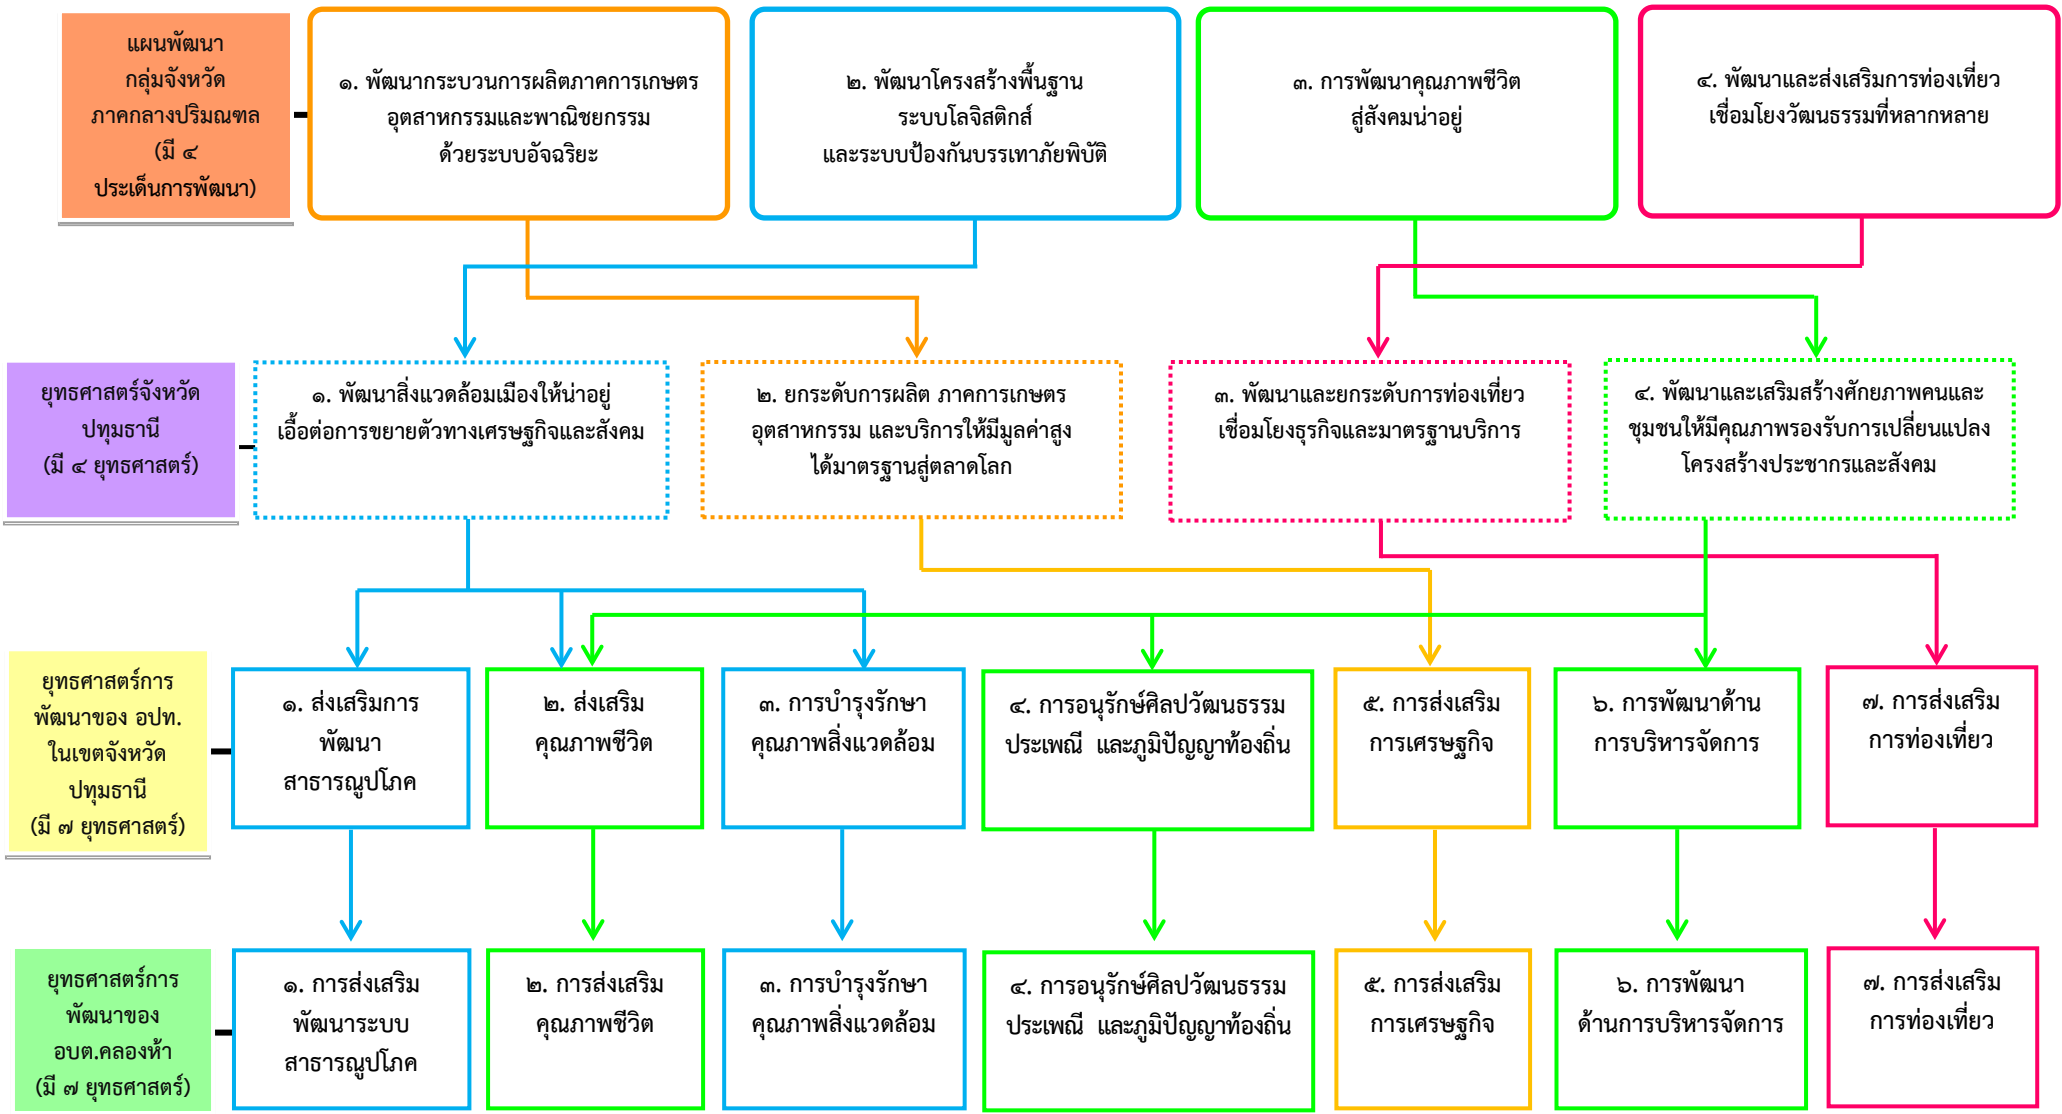 แผนพัฒนา
กลุ่มจังหวัด
ภาคกลางปริมณฑล
(มี ๔
ประเด็นการพัฒนา)
๑. พัฒนากระบวนการผลิตภาคการเกษตร
อุตสาหกรรมและพาณิชยกรรม
ด้วยระบบอัจฉริยะ
๒. พัฒนาโครงสร้างพื้นฐาน
ระบบโลจิสติกส์
และระบบป้องกันบรรเทาภัยพิบัติ
๓. การพัฒนาคุณภาพชีวิต
สู่สังคมน่าอยู่
๔. พัฒนาและส่งเสริมการท่องเที่ยว
เชื่อมโยงวัฒนธรรมที่หลากหลาย
ยุทธศาสตร์จังหวัด
ปทุมธานี
(มี ๔ ยุทธศาสตร์)
๑. พัฒนาสิ่งแวดล้อมเมืองให้น่าอยู่
เอื้อต่อการขยายตัวทางเศรษฐกิจและสังคม
๒. ยกระดับการผลิต ภาคการเกษตร
อุตสาหกรรม และบริการให้มีมูลค่าสูง
ได้มาตรฐานสู่ตลาดโลก
๓. พัฒนาและยกระดับการท่องเที่ยว
เชื่อมโยงธุรกิจและมาตรฐานบริการ
๔. พัฒนาและเสริมสร้างศักยภาพคนและ
ชุมชนให้มีคุณภาพรองรับการเปลี่ยนแปลง
โครงสร้างประชากรและสังคม
ยุทธศาสตร์การ
พัฒนาของ อปท.
ในเขตจังหวัด
ปทุมธานี
(มี ๗ ยุทธศาสตร์)
๑. ส่งเสริมการ
พัฒนา
สาธารณูปโภค
๒. ส่งเสริม
คุณภาพชีวิต
๓. การบำรุงรักษา
คุณภาพสิ่งแวดล้อม
๔. การอนุรักษ์ศิลปวัฒนธรรม
ประเพณี และภูมิปัญญาท้องถิ่น
๕. การส่งเสริม
การเศรษฐกิจ
๖. การพัฒนาด้าน
การบริหารจัดการ
๗. การส่งเสริม
การท่องเที่ยว
ยุทธศาสตร์การ
พัฒนาของ
อบต.คลองห้า
(มี ๗ ยุทธศาสตร์)
๑. การส่งเสริม
พัฒนาระบบ
สาธารณูปโภค
๒. การส่งเสริม
คุณภาพชีวิต
๓. การบำรุงรักษา
คุณภาพสิ่งแวดล้อม
๔. การอนุรักษ์ศิลปวัฒนธรรม
ประเพณี และภูมิปัญญาท้องถิ่น
๕. การส่งเสริม
การเศรษฐกิจ
๖. การพัฒนา
ด้านการบริหารจัดการ
๗. การส่งเสริม
การท่องเที่ยว